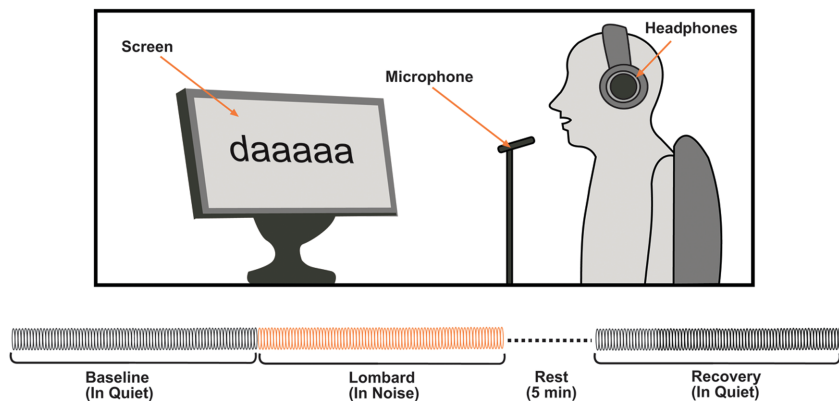 Screen
Microphone
Headphones
daaaaa
Baseline
(In Quiet)
Lombard
(In Noise)
Rest
(5 min)
Recovery
(In Quiet)